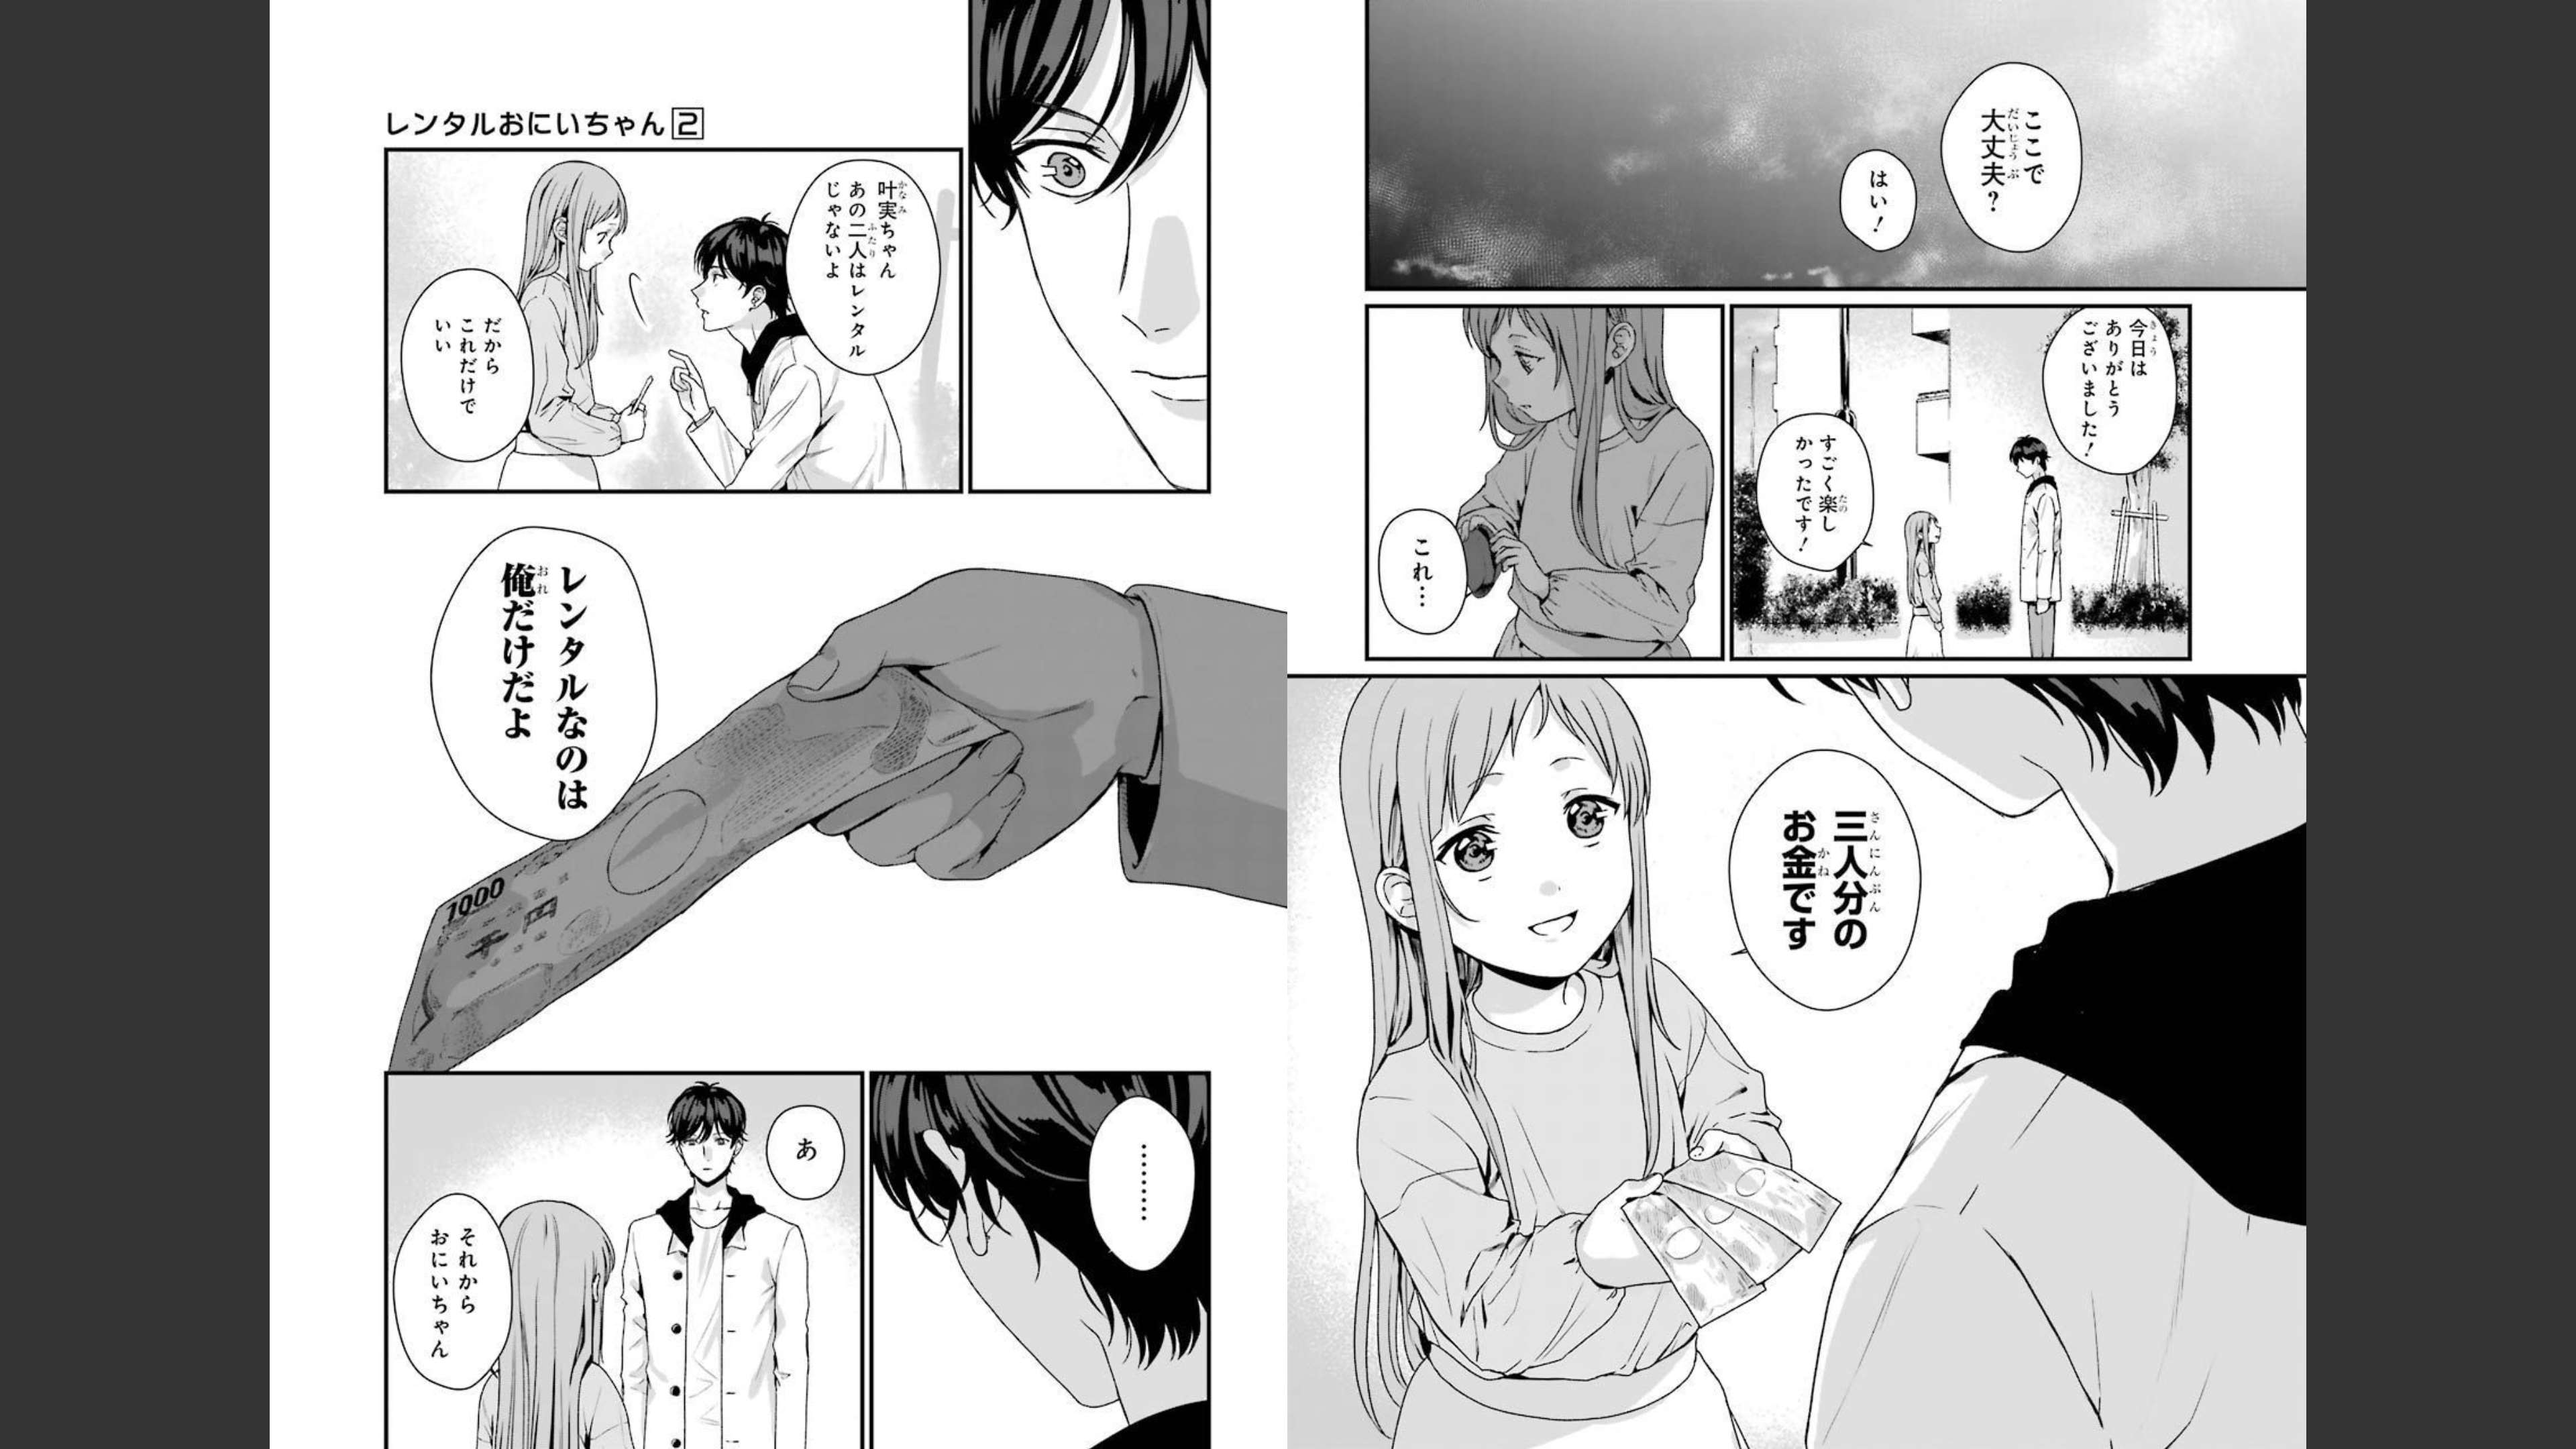 ここで
大丈夫?
はい!
今日は
ありがとう
ございました!
すごく楽し
かったです!
これ…
三人分の
お金です
レンタルおにいちゃん2
叶実ちゃん
あの二人はレンタル
じゃないよ
だから
これだけで
いい
レンタルなのは
俺だけだよ
1000
千円
………
あ
それから
おにいちゃん